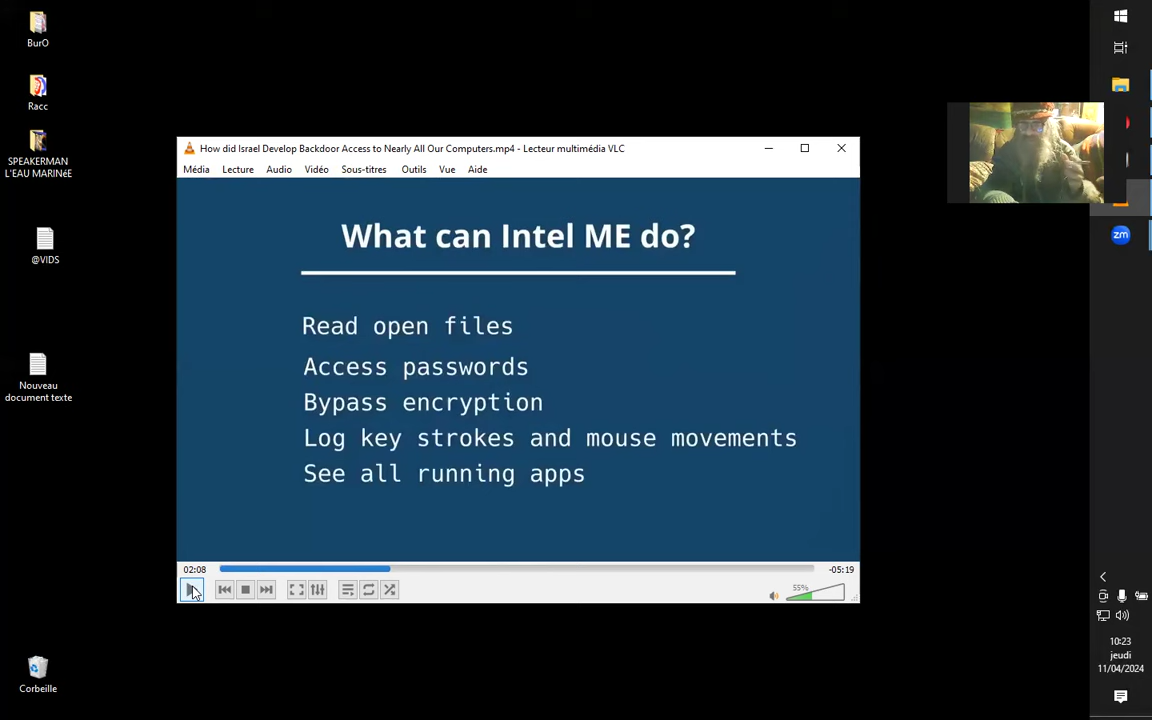 BurO
Racc
SPEAKERMAN
L'EAU MARINéE
@VIDS
Nouveau
document texte
Corbeille
How did Israel Develop Backdoor Access to Nearly All Our Computers.mp4 - Lecteur multimédia VLC
Média Lecture Audio Vidéo Sous-titres Outils Vue Aide
What can Intel ME do?
Read open files
Access passwords
Bypass encryption
Log key strokes and mouse movements
See all running apps
02:08 -05:19
55%
zm
10:23
jeudi
11/04/2024